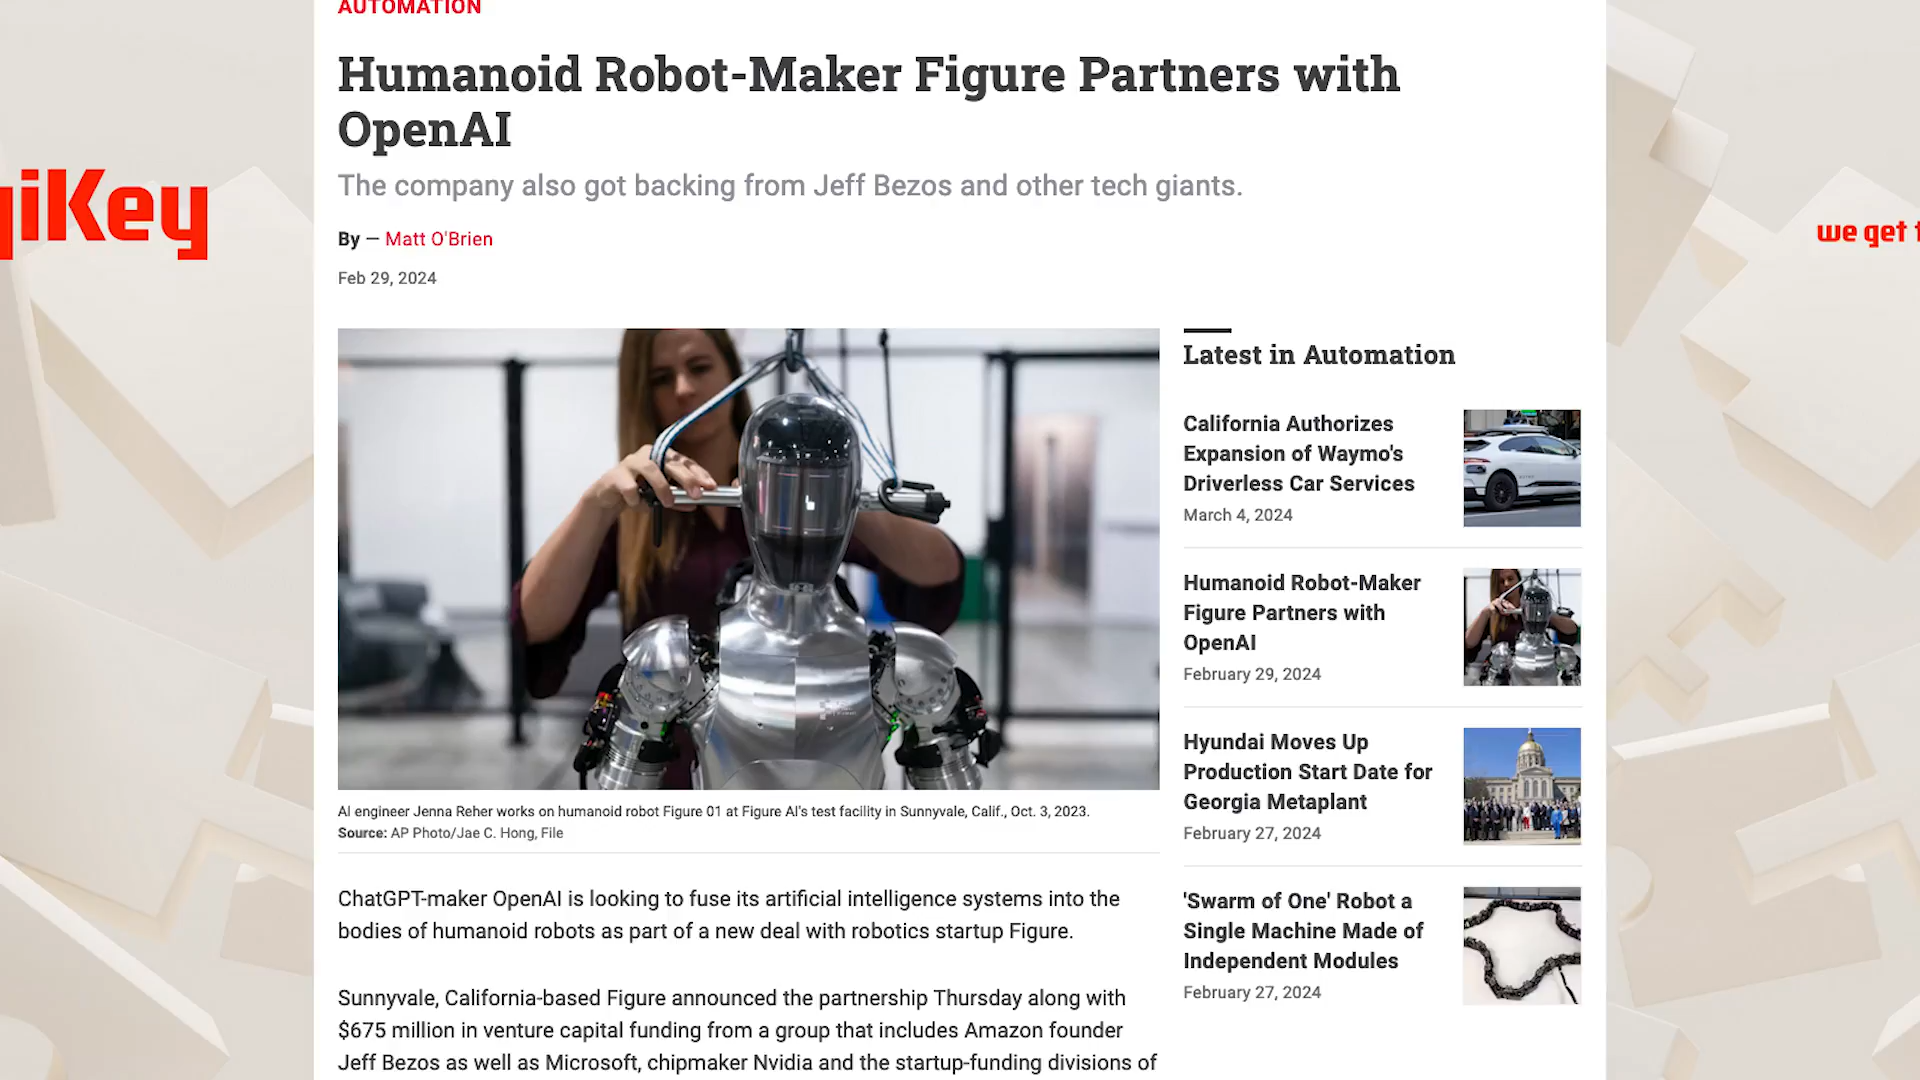 AUTOMATION
Humanoid Robot-Maker Figure Partners with
OpenAI
The company also got backing from Jeff Bezos and other tech giants.
By — Matt O'Brien
Feb 29, 2024
giKey
we get t
AI engineer Jenna Reher works on humanoid robot Figure 01 at Figure AI's test facility in Sunnyvale, Calif., Oct. 3, 2023.
Source: AP Photo/Jae C. Hong, File
ChatGPT-maker OpenAI is looking to fuse its artificial intelligence systems into the
bodies of humanoid robots as part of a new deal with robotics startup Figure.
Sunnyvale, California-based Figure announced the partnership Thursday along with
$675 million in venture capital funding from a group that includes Amazon founder
Jeff Bezos as well as Microsoft, chipmaker Nvidia and the startup-funding divisions of
Latest in Automation
California Authorizes
Expansion of Waymo's
Driverless Car Services
March 4, 2024
Humanoid Robot-Maker
Figure Partners with
OpenAI
February 29, 2024
Hyundai Moves Up
Production Start Date for
Georgia Metaplant
February 27, 2024
'Swarm of One' Robot a
Single Machine Made of
Independent Modules
February 27, 2024